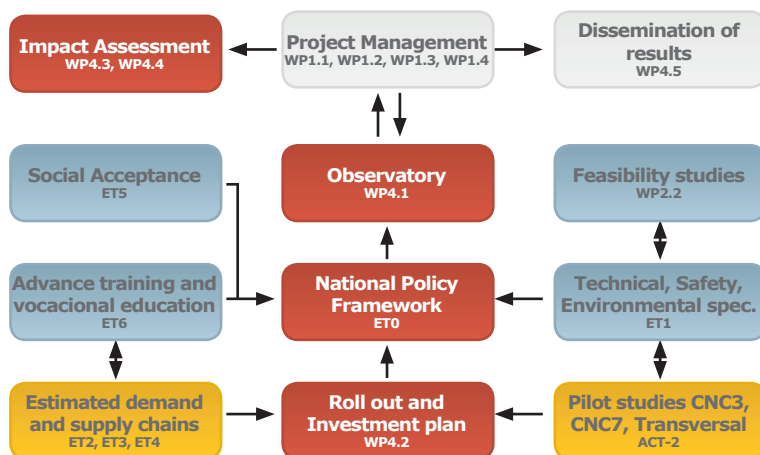 Impact Assessment
WP4.3, WP4.4
Project Management
WP1.1, WP1.2, WP1.3, WP1.4
Dissemination of
results
WP4.5
Social Acceptance
ET5
Observatory
WP4.1
Feasibility studies
WP2.2
Advance training and
vocacional education
ET6
National Policy
Framework
ET0
Technical, Safety,
Environmental spec.
ET1
Estimated demand
and supply chains
ET2, ET3, ET4
Roll out and
Investment plan
WP4.2
Pilot studies CNC3,
CNC7, Transversal
ACT-2